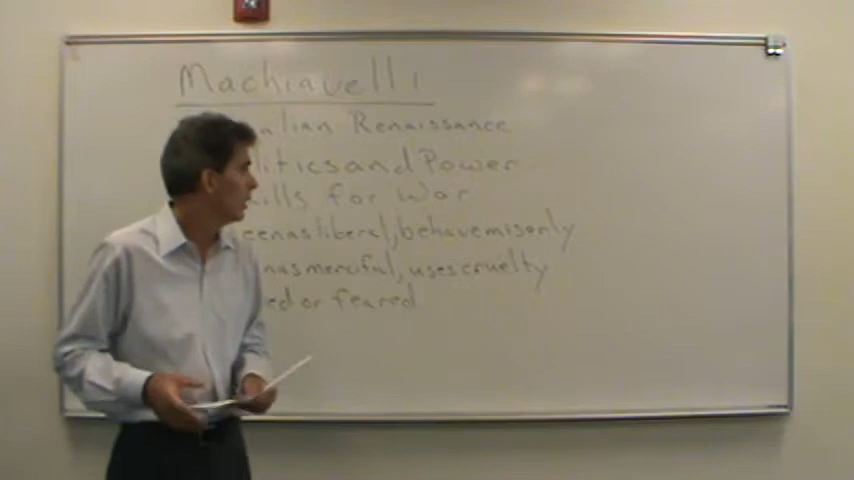 Machiavelli
alian Renaissance
liticsandPower
ills for War
eenasliberal,behavemiserly
nasmerciful,usescruelty
ed or feared